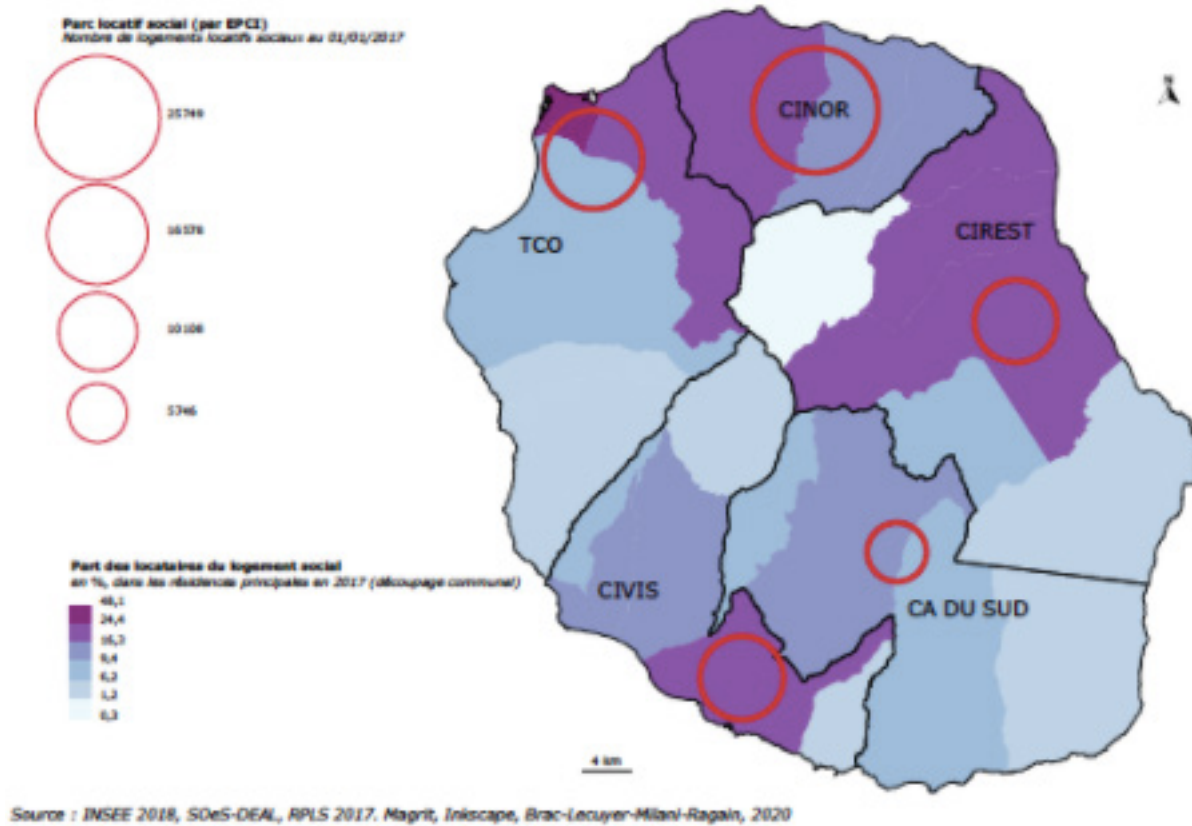 Parc locatif social (par EPCI)
Nombre de logements locatifs sociaux au 01/01/2017
25749
16578
10108
5746
N
CINOR
TCO
CIREST
CIVIS
CA DU SUD
Part des locataires du logement social
en %, dans les résidences principales en 2017 (découpage communal)
48,1
24,4
16,3
9,4
6,2
1,2
0,3
4 km
Source : INSEE 2018, SOeS-DEAL, RPLS 2017. Magrit, Inkscape, Brac-Lecuyer-Milani-Ragain, 2020